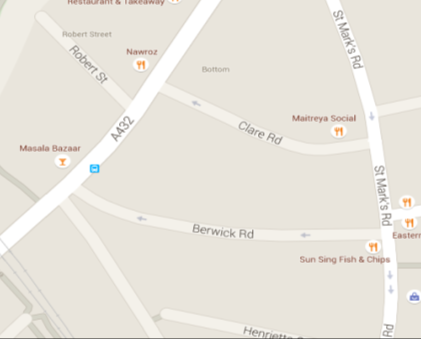 Restaurant & Takeaway
St Mark's Rd
Robert Street
Nawroz
Robert St
Bottom
Maitreya Social
A432
Clare Rd
Masala Bazaar
St Mark's Rd
Berwick Rd
Eastern
Sun Sing Fish & Chips
Rd
Henriett